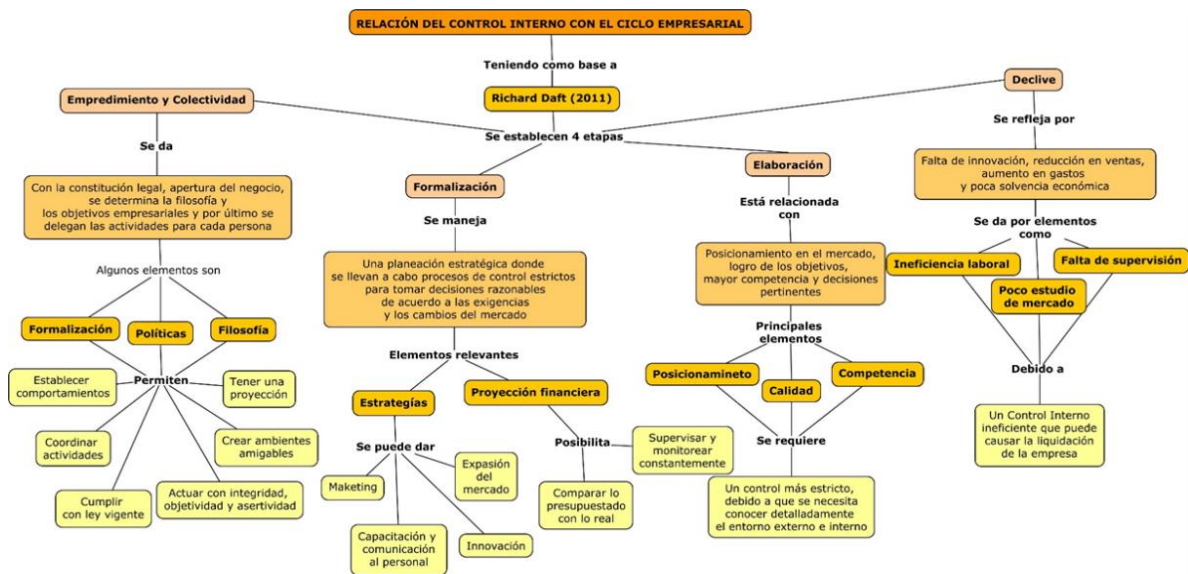 RELACIÓN DEL CONTROL INTERNO CON EL CICLO EMPRESARIAL
Teniendo como base a
Richard Daft (2011)
Se establecen 4 etapas
Empredimiento y Colectividad
Se da
Con la constitución legal, apertura del negocio,
se determina la filosofía y
los objetivos empresariales y por último se
delegan las actividades para cada persona
Algunos elementos son
Formalización
Políticas
Filosofía
Permiten
Establecer
comportamientos
Tener una
proyección
Coordinar
actividades
Crear ambientes
amigables
Cumplir
con ley vigente
Actuar con integridad,
objetividad y asertividad
Formalización
Se maneja
Una planeación estratégica donde
se llevan a cabo procesos de control estrictos
para tomar decisiones razonables
de acuerdo a las exigencias
y los cambios del mercado
Elementos relevantes
Estrategías
Proyección financiera
Se puede dar
Maketing
Expasión
del
mercado
Capacitación y
comunicación
al personal
Innovación
Posibilita
Supervisar y
monitorear
constantemente
Comparar lo
presupuestado
con lo real
Elaboración
Está relacionada
con
Posicionamiento en el mercado,
logro de los objetivos,
mayor competencia y decisiones
pertinentes
Principales
elementos
Posicionamineto
Calidad
Competencia
Se requiere
Un control más estricto,
debido a que se necesita
conocer detalladamente
el entorno externo e interno
Declive
Se refleja por
Falta de innovación, reducción en ventas,
aumento en gastos
y poca solvencia económica
Se da por elementos
como
Ineficiencia laboral
Poco estudio
de mercado
Falta de supervisión
Debido a
Un Control Interno
ineficiente que puede
causar la liquidación
de la empresa